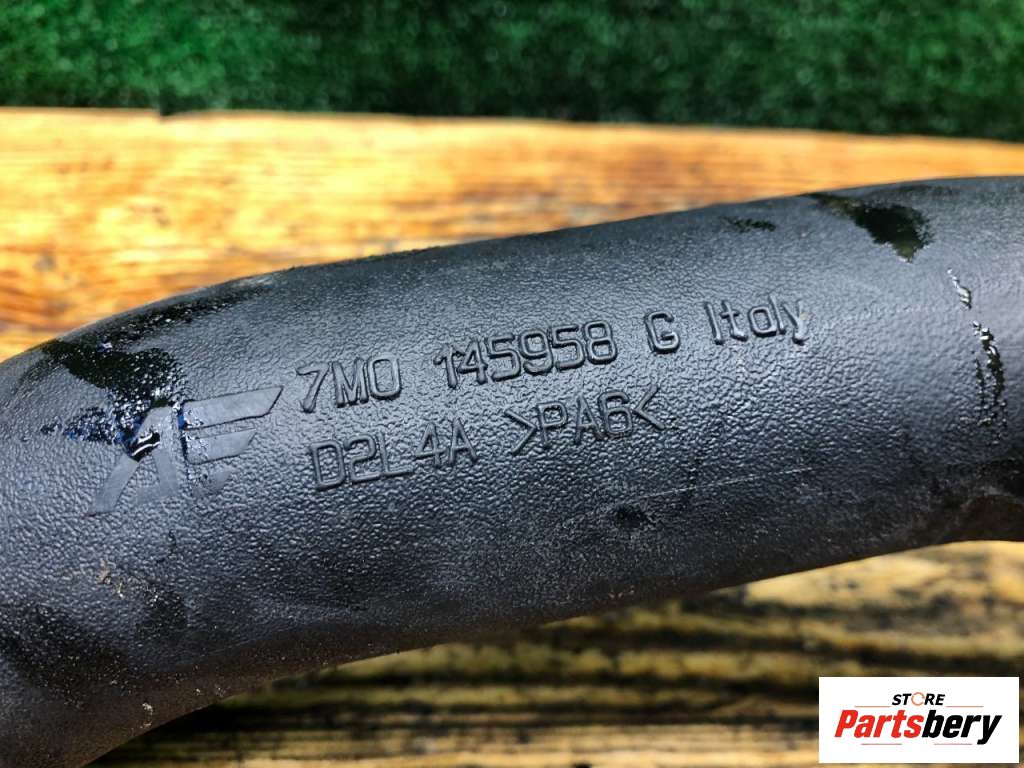 7M0 145958 G Italy
D2L4A >PA6<
STORE
Partsbery